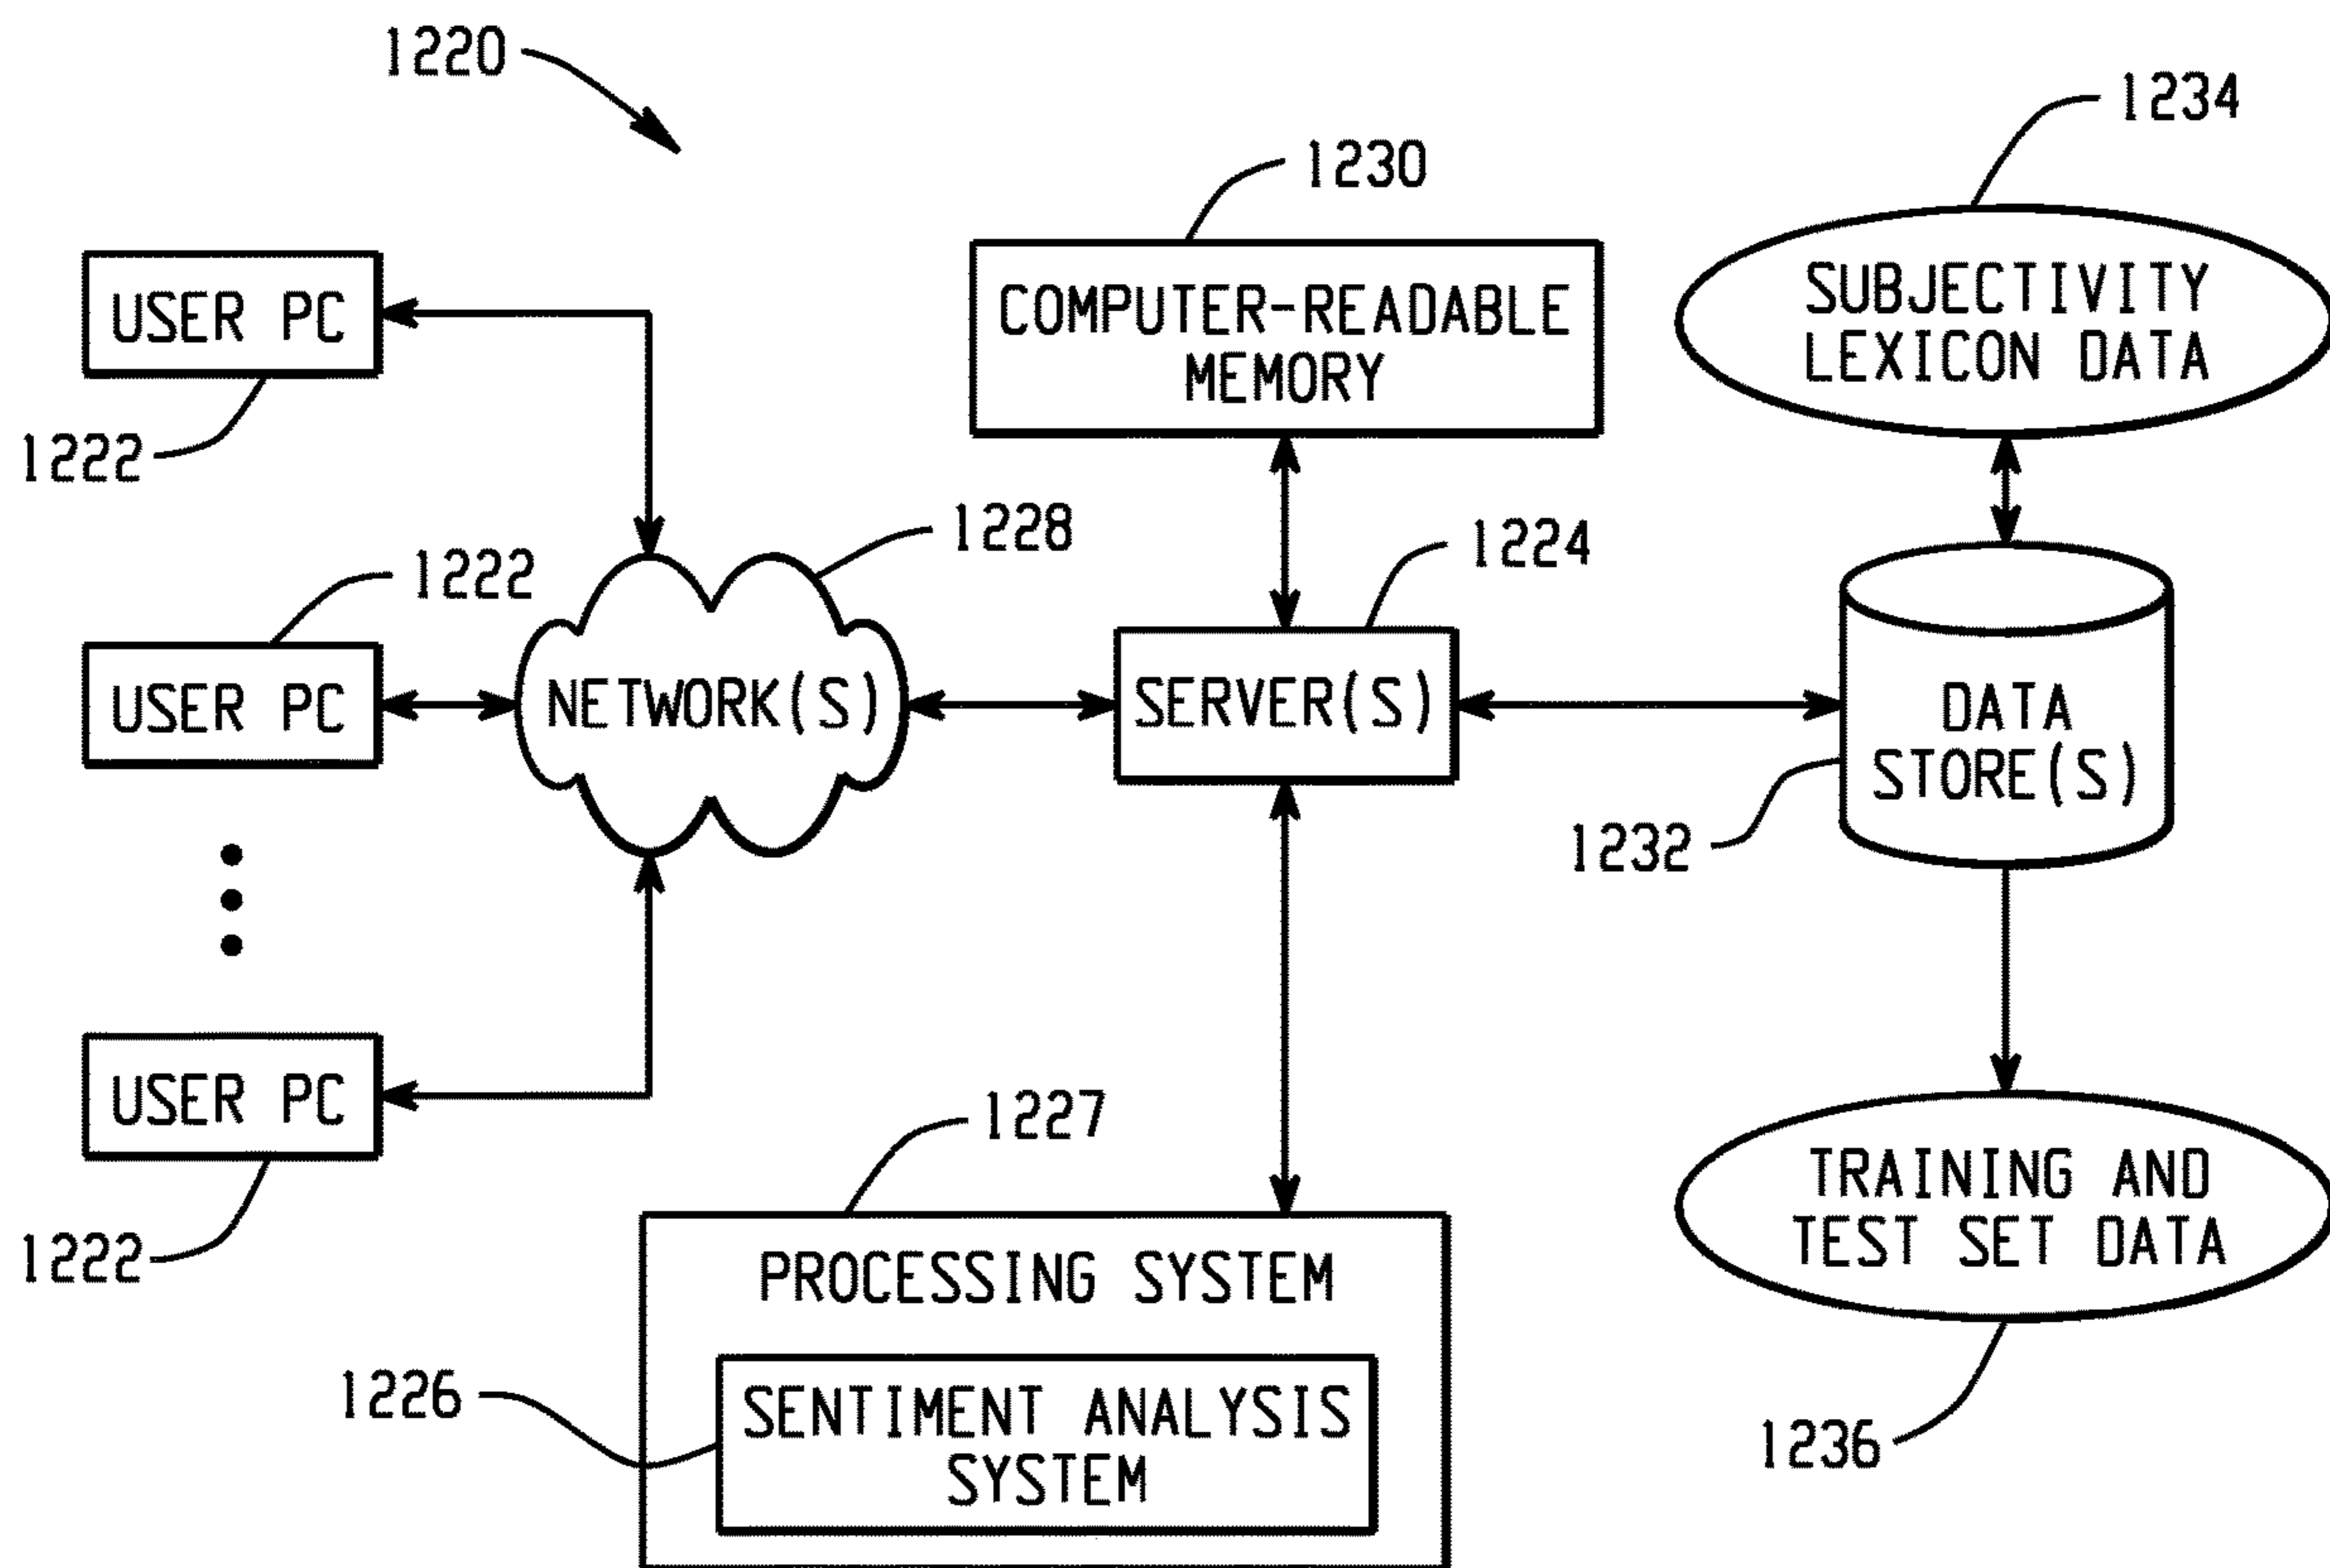 1220
1234
1230
USER PC
COMPUTER-READABLE
MEMORY
SUBJECTIVITY
LEXICON DATA
1222
1228
1224
1222
USER PC
NETWORK(S)
SERVER(S)
DATA
STORE(S)
1232
USER PC
1227
1222
TRAINING AND
TEST SET DATA
PROCESSING SYSTEM
1226
SENTIMENT ANALYSIS
SYSTEM
1236